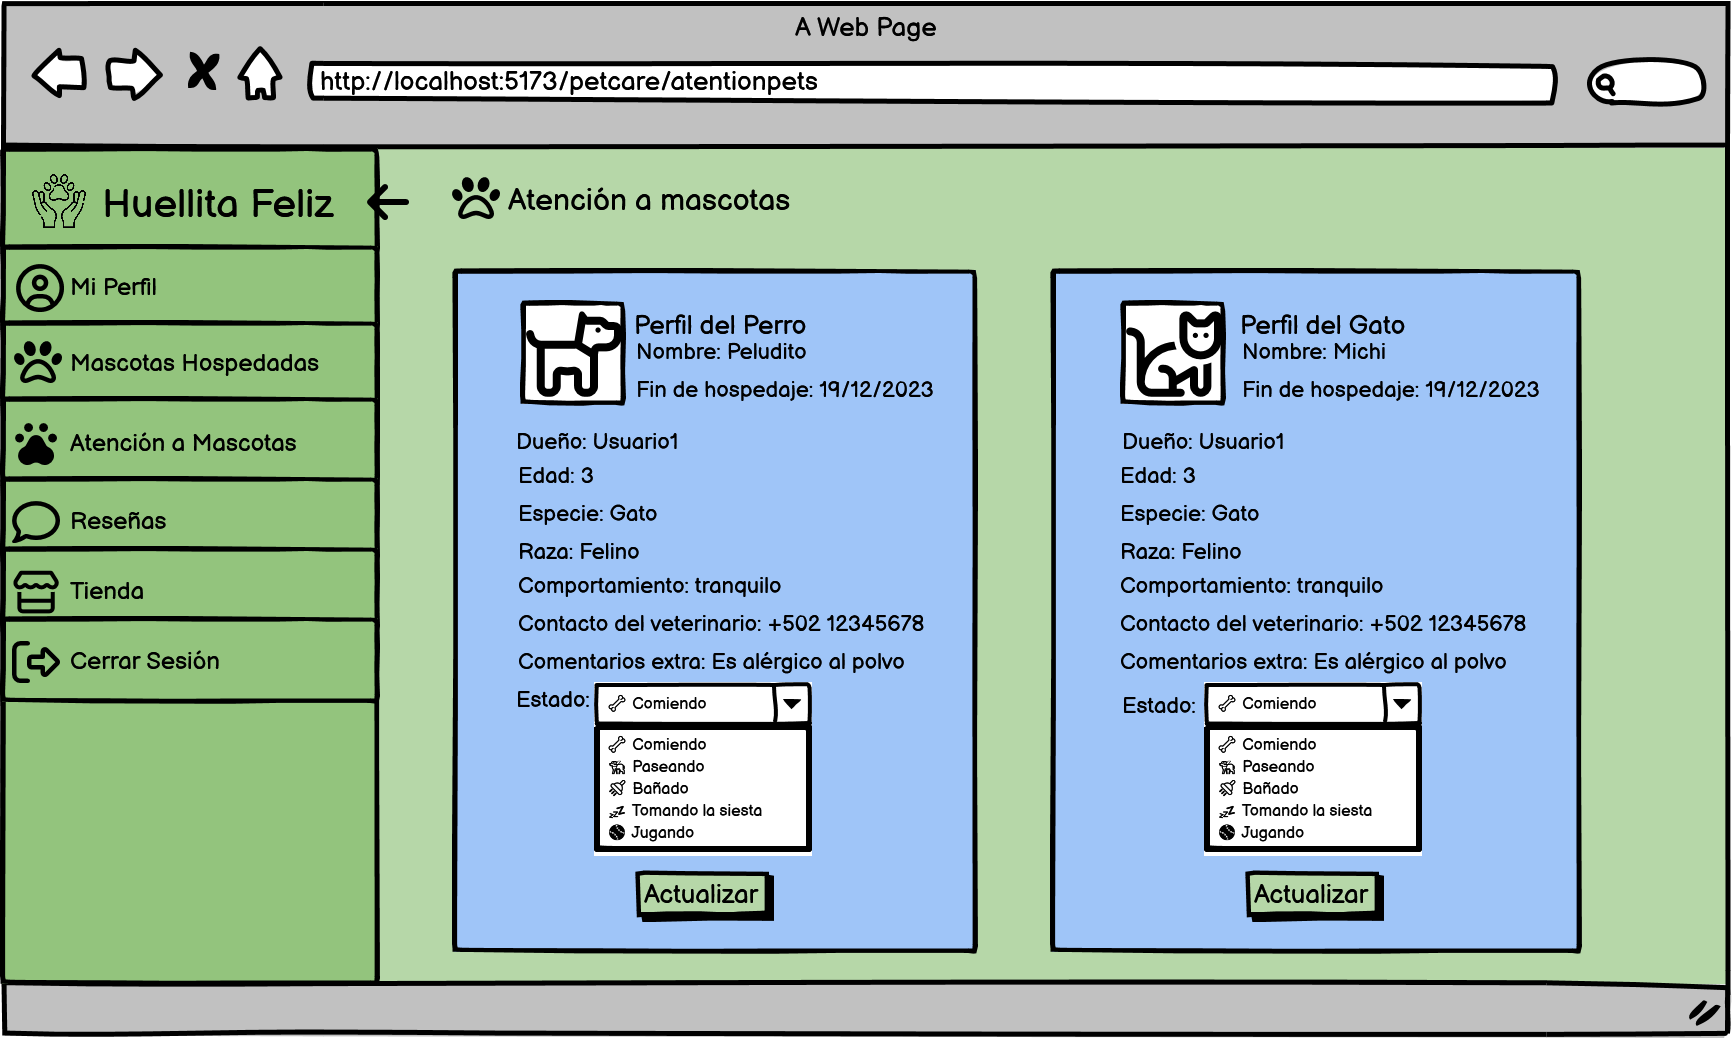 A Web Page
http://localhost:5173/petcare/atentionpets
Huellita Feliz
Mi Perfil
Mascotas Hospedadas
Atención a Mascotas
Reseñas
Tienda
Cerrar Sesión
Atención a mascotas
Perfil del Perro
Nombre: Peludito
Fin de hospedaje: 19/12/2023
Dueño: Usuario1
Edad: 3
Especie: Gato
Raza: Felino
Comportamiento: tranquilo
Contacto del veterinario: +502 12345678
Comentarios extra: Es alérgico al polvo
Estado: Comiendo
Comiendo
Paseando
Bañado
Tomando la siesta
Jugando
Actualizar
Perfil del Gato
Nombre: Michi
Fin de hospedaje: 19/12/2023
Dueño: Usuario1
Edad: 3
Especie: Gato
Raza: Felino
Comportamiento: tranquilo
Contacto del veterinario: +502 12345678
Comentarios extra: Es alérgico al polvo
Estado: Comiendo
Comiendo
Paseando
Bañado
Tomando la siesta
Jugando
Actualizar